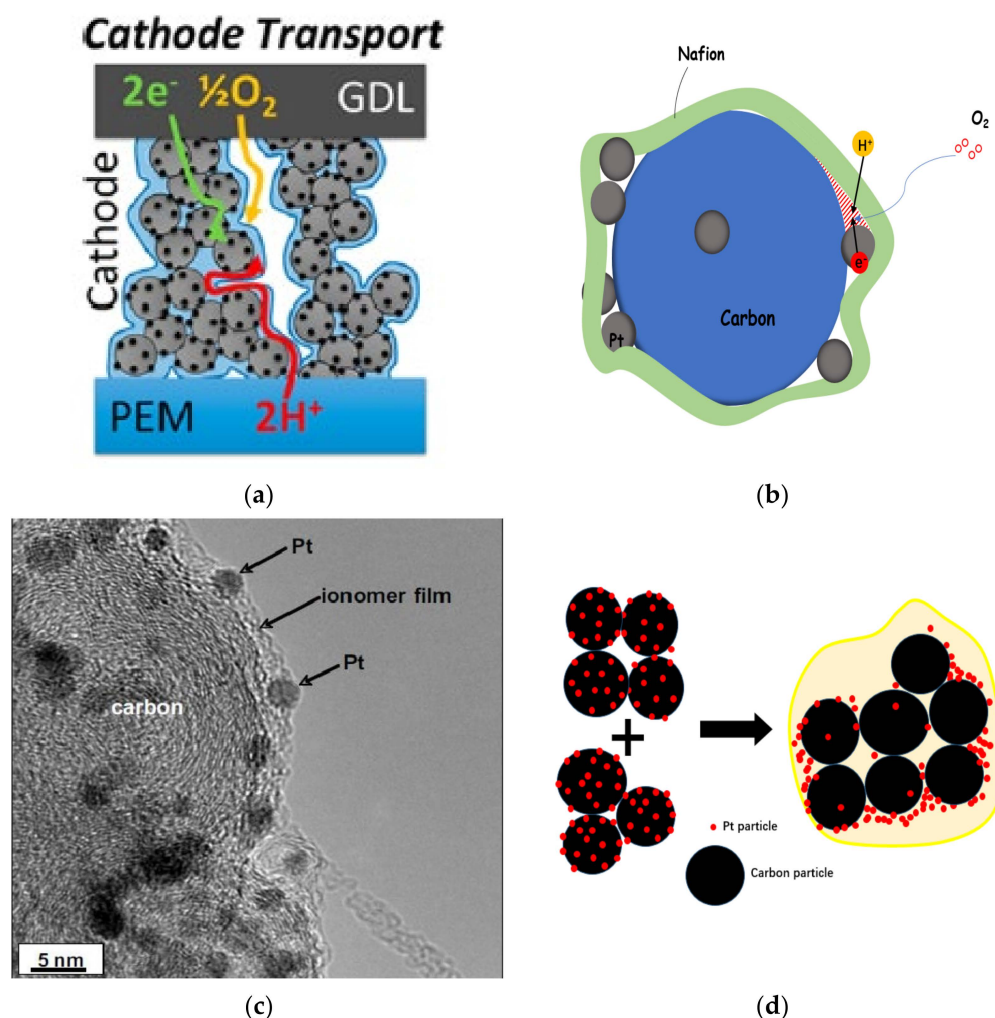 Cathode Transport
2e⁻ ½O₂ GDL
Cathode
PEM 2H⁺
(a)
Nafion
O₂
H⁺
e⁻
Carbon
Pt
(b)
Pt
ionomer film
Pt
carbon
5 nm
(c)
+
Pt particle
Carbon particle
(d)